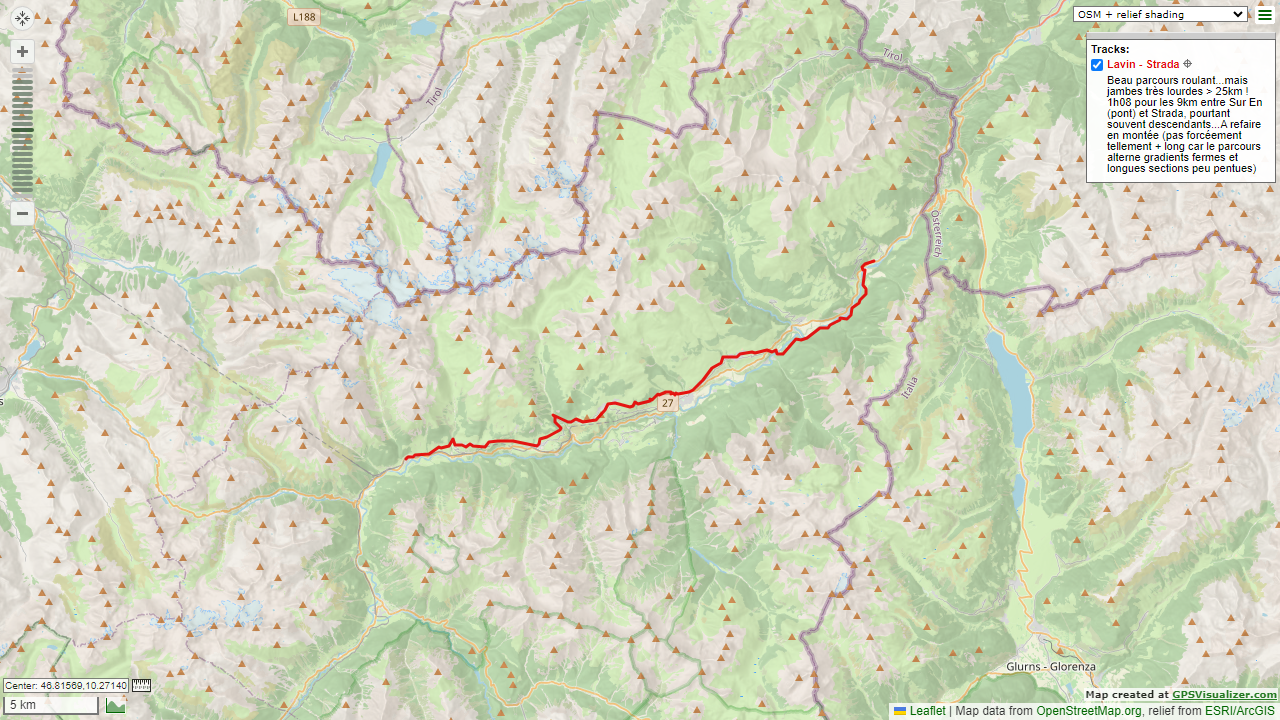 L188
OSM + relief shading
Tracks:
Lavin - Strada
Beau parcours roulant...mais
jambes très lourdes > 25km !
1h08 pour les 9km entre Sur En
(pont) et Strada, pourtant
souvent descendants...A refaire
en montée (pas forcéement
tellement + long car le parcours
alterne gradients fermes et
longues sections peu pentues)
Tirol
Tirol
Österreich
Italia
27
s
Glurns - Glorenza
Center: 46.81569,10.27140
5 km
Map created at GPSVisualizer.com
Leaflet | Map data from OpenStreetMap.org, relief from ESRI/ArcGIS